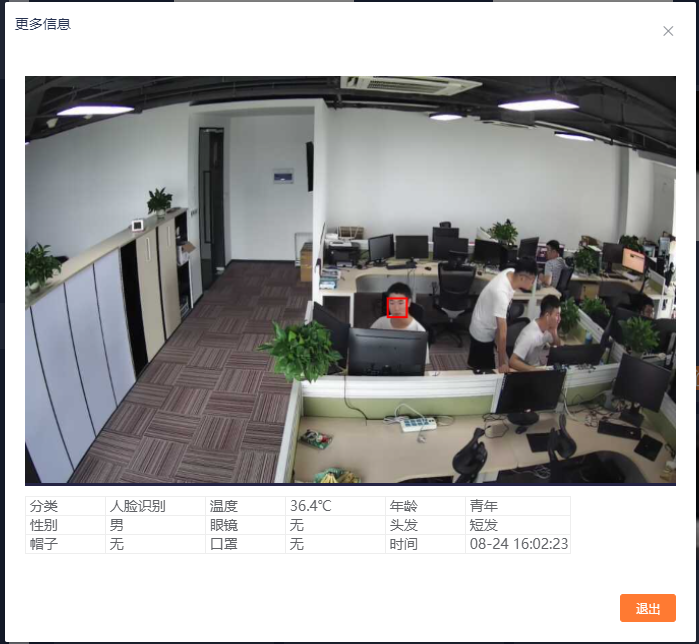 更多信息
分类 人脸识别 温度 36.4℃ 年龄 青年
性别 男 眼镜 无 头发 短发
帽子 无 口罩 无 时间 08-24 16:02:23
退出